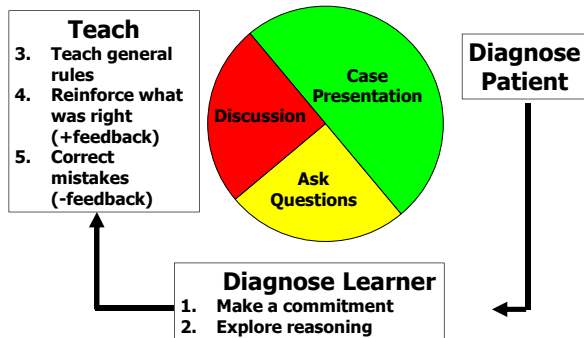 Teach
3. Teach general
rules
4. Reinforce what
was right
(+feedback)
5. Correct
mistakes
(-feedback)
Case
Presentation
Discussion
Ask
Questions
Diagnose
Patient
Diagnose Learner
1. Make a commitment
2. Explore reasoning